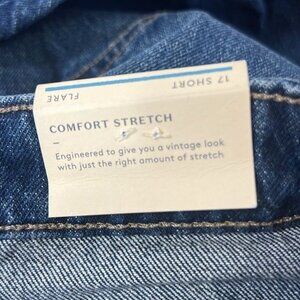 17 SHORT
FLARE
COMFORT STRETCH
–
Engineered to give you a vintage look
with just the right amount of stretch